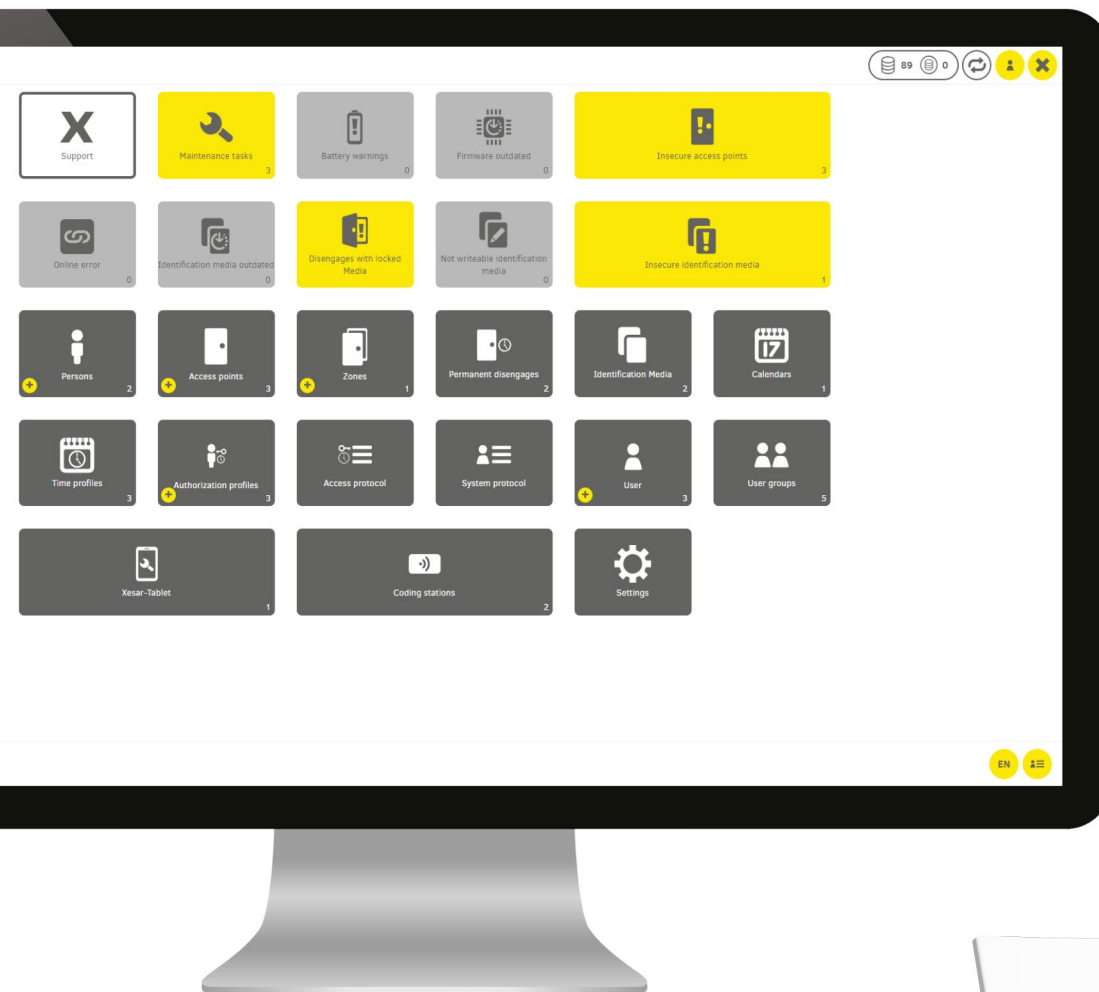 89 0
X
Support
Maintenance tasks
3
Battery warnings
0
Firmware outdated
0
Insecure access points
3
Online error
0
Identification media outdated
0
Disengages with locked
Media
Not writeable identification
media
0
Insecure identification media
1
Persons
2
Access points
3
Zones
1
Permanent disengages
2
Identification Media
2
17
Calendars
1
Time profiles
3
Authorization profiles
3
Access protocol
System protocol
User
3
User groups
5
Xesar-Tablet
1
Coding stations
2
Settings
EN